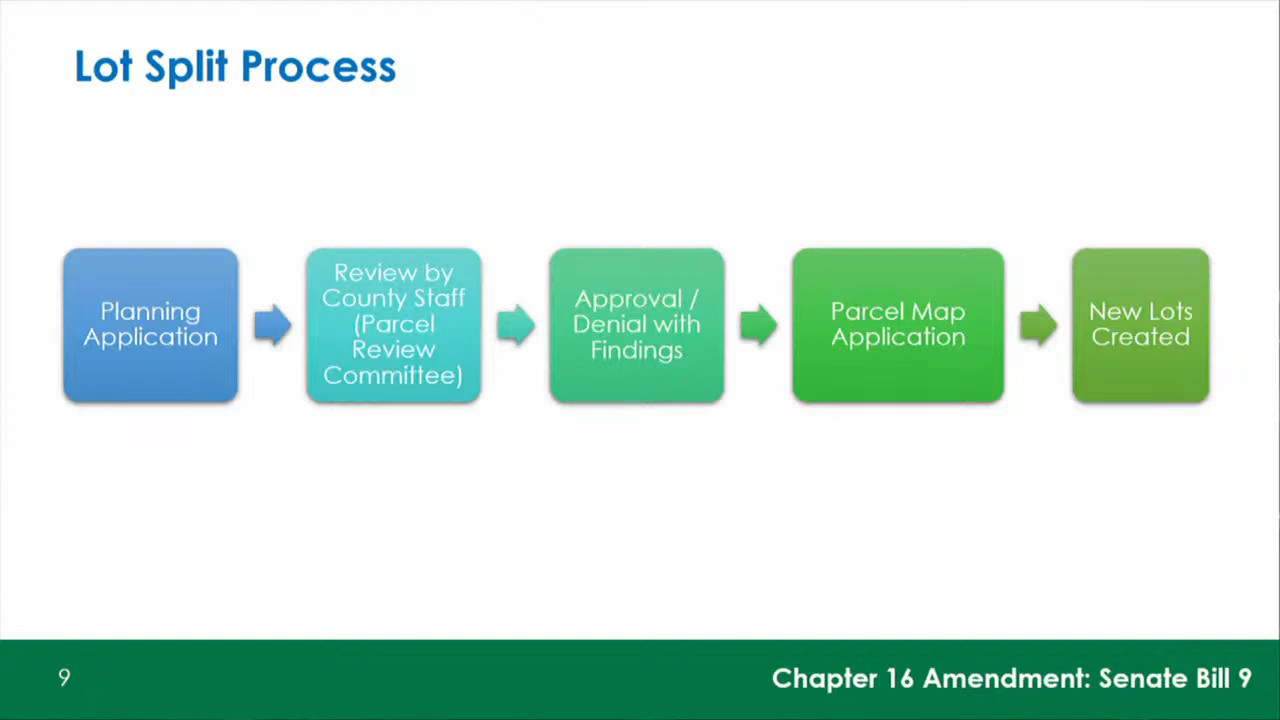 Lot Split Process
Planning
Application
Review by
County Staff
(Parcel
Review
Committee)
Approval /
Denial with
Findings
Parcel Map
Application
New Lots
Created
9
Chapter 16 Amendment: Senate Bill 9